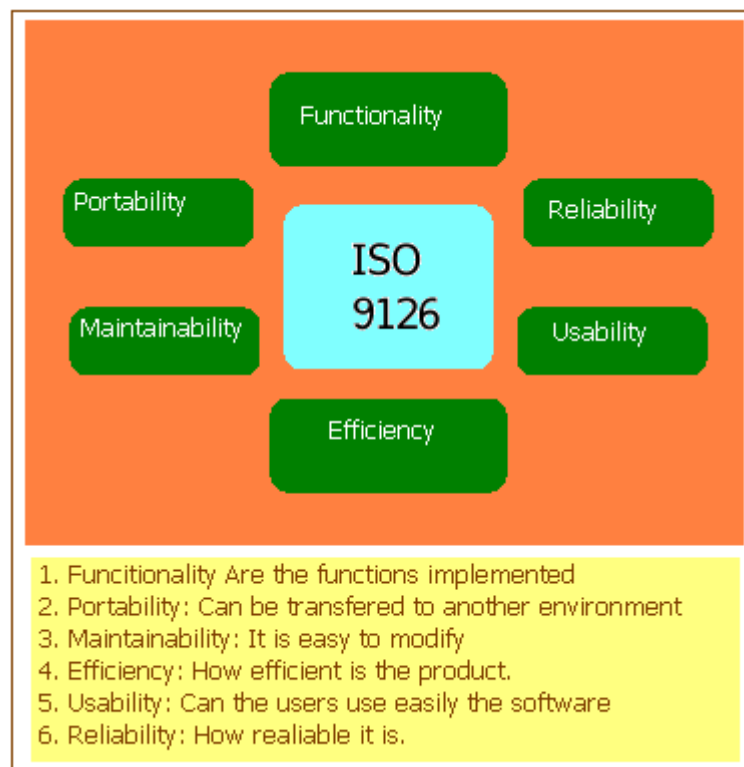 Functionality
Portability
Reliability
ISO
9126
Maintainability
Usability
Efficiency
1. Funcitionality Are the functions implemented
2. Portability: Can be transfered to another environment
3. Maintainability: It is easy to modify
4. Efficiency: How efficient is the product.
5. Usability: Can the users use easily the software
6. Reliability: How realiable it is.